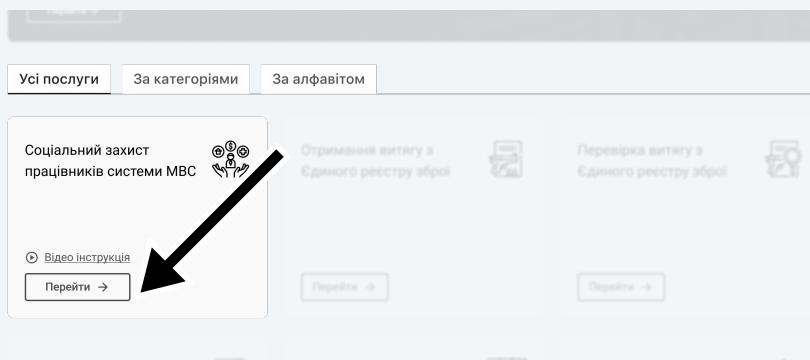 Усі послуги
За категоріями
За алфавітом
Соціальний захист
працівників системи МВС
Відео інструкція
Перейти →
Отримання витягу з
Єдиного реєстру зброї
Перейти →
Перевірка витягу з
Єдиного реєстру зброї
Перейти →